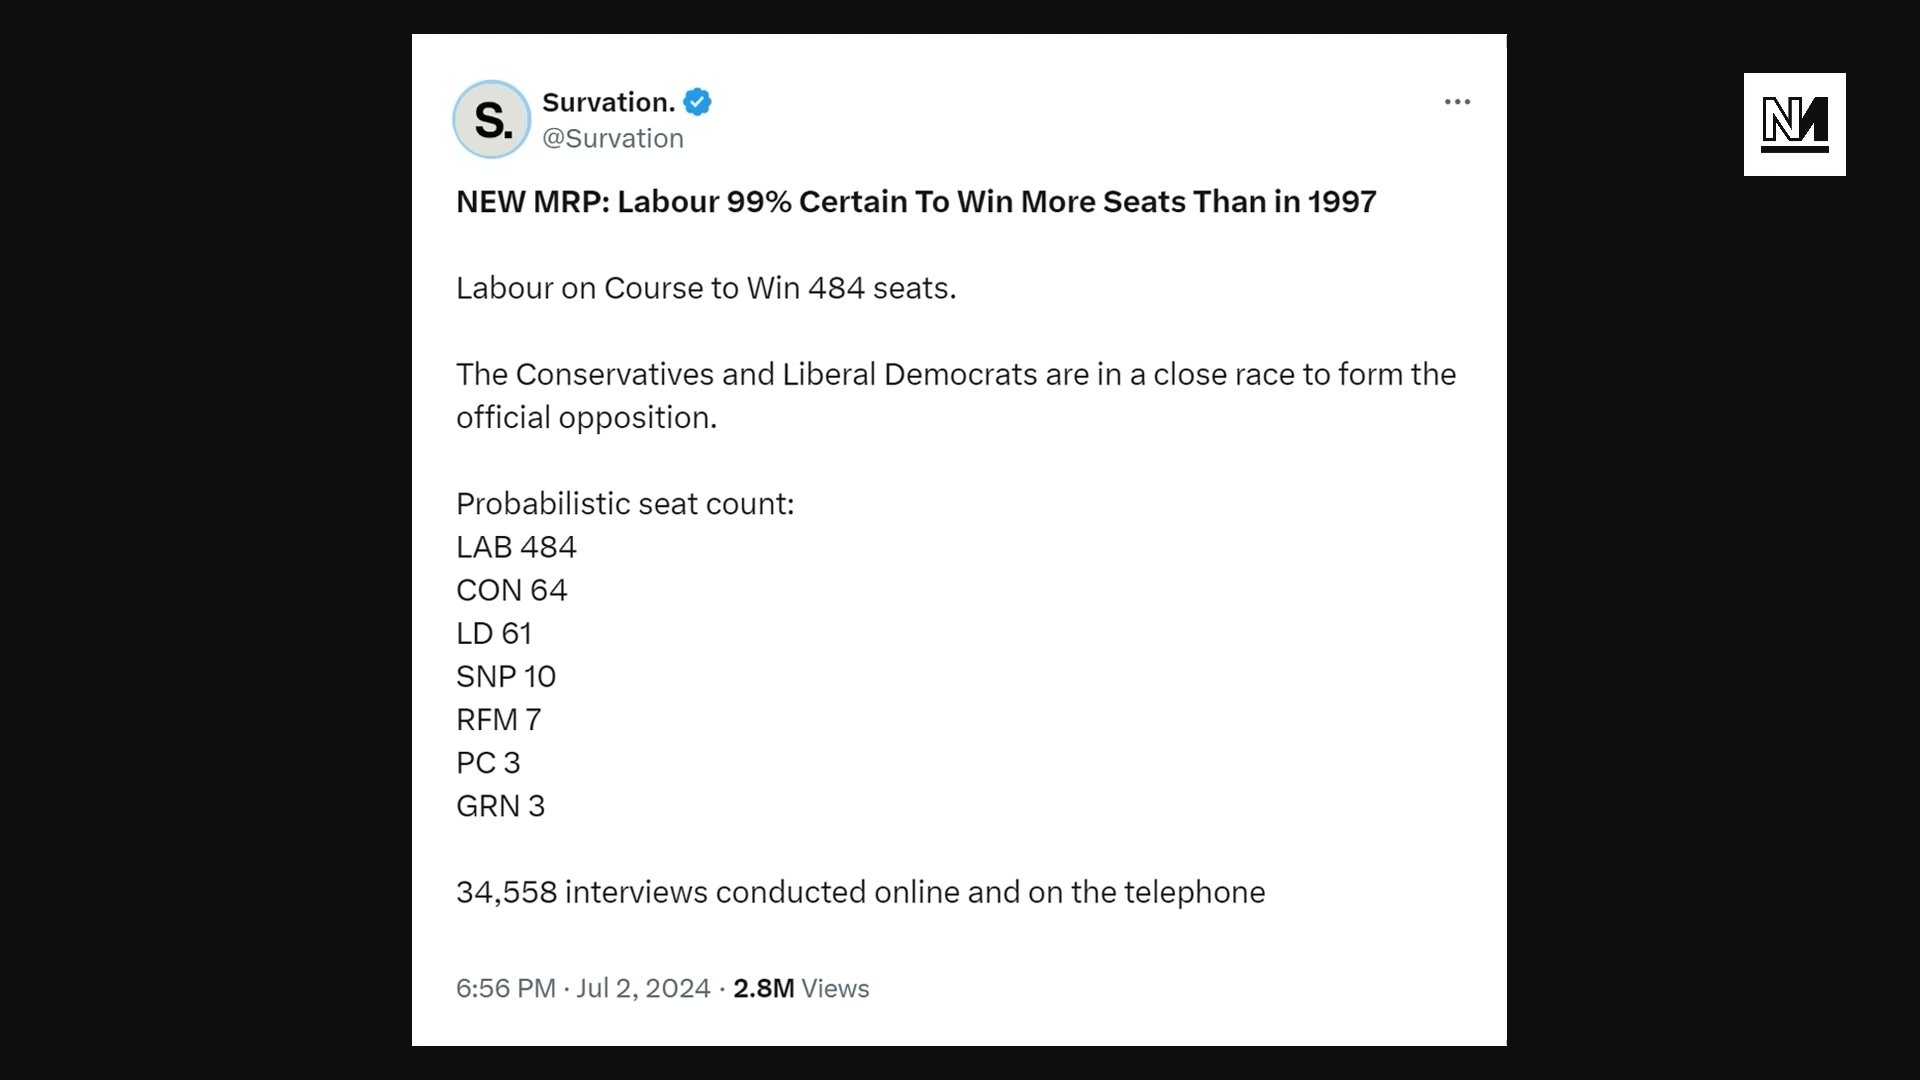 S.
Survation.
@Survation
NEW MRP: Labour 99% Certain To Win More Seats Than in 1997
Labour on Course to Win 484 seats.
The Conservatives and Liberal Democrats are in a close race to form the
official opposition.
Probabilistic seat count:
LAB 484
CON 64
LD 61
SNP 10
RFM 7
PC 3
GRN 3
34,558 interviews conducted online and on the telephone
6:56 PM · Jul 2, 2024 · 2.8M Views
NM